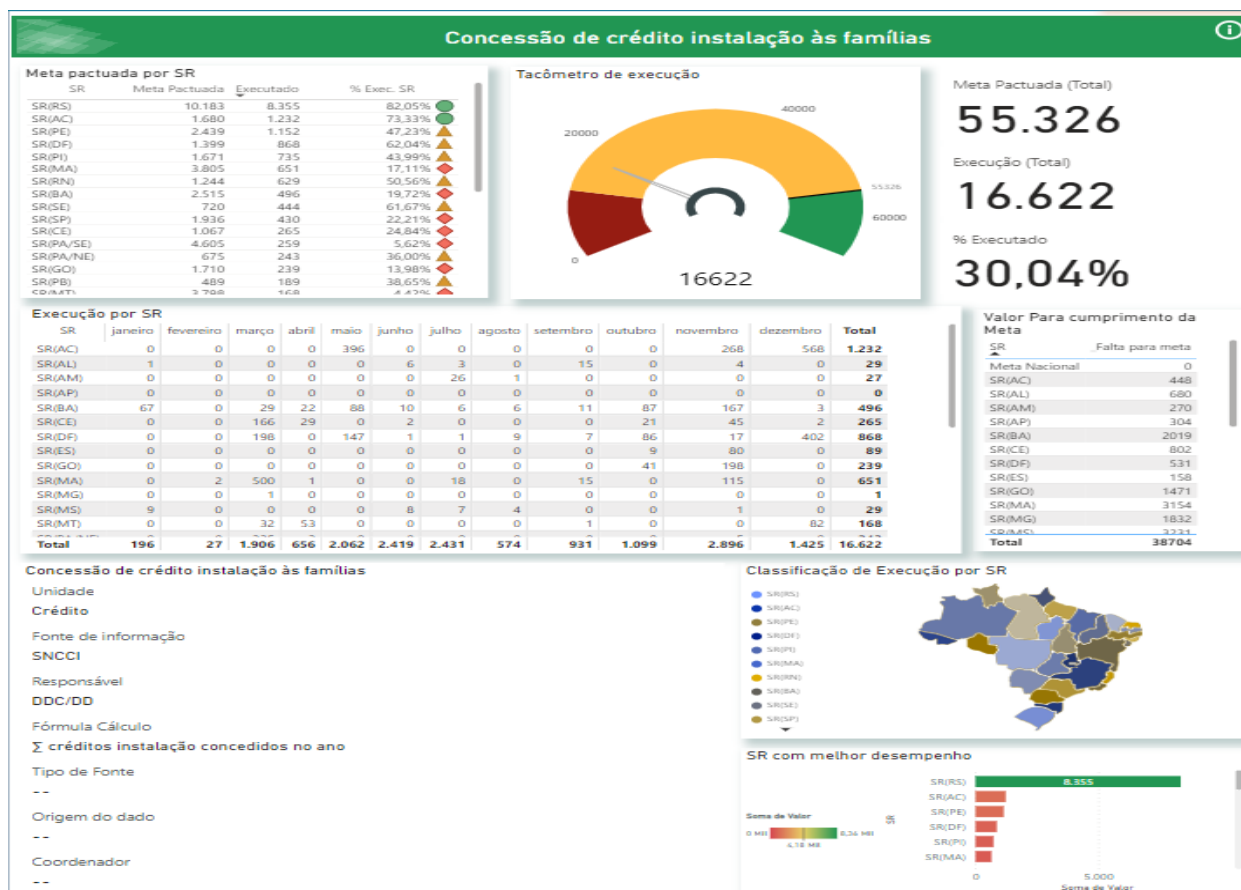 Concessão de crédito instalação às famílias
Meta pactuada por SR
SR Meta Pactuada Executado % Exec. SR
SR(RS) 10.183 8.355 82,05%
SR(AC) 1.680 1.232 73,33%
SR(PE) 2.439 1.152 47,23%
SR(DF) 1.399 868 62,04%
SR(PI) 1.671 735 43,99%
SR(MA) 3.805 651 17,11%
SR(RN) 1.244 629 50,56%
SR(BA) 2.515 496 19,72%
SR(SE) 720 444 61,67%
SR(SP) 1.936 430 22,21%
SR(CE) 1.067 265 24,84%
SR(PA/SE) 4.605 259 5,62%
SR(PA/NE) 675 243 36,00%
SR(GO) 1.710 239 13,98%
SR(PB) 489 189 38,65%
SR(MT) 3.798 168 4,42%
Tacômetro de execução
0
20000
40000
55326
60000
16622
Meta Pactuada (Total)
55.326
Execução (Total)
16.622
% Executado
30,04%
Execução por SR
SR janeiro fevereiro março abril maio junho julho agosto setembro outubro novembro dezembro Total
SR(AC) 0 0 0 0 396 0 0 0 0 0 268 568 1.232
SR(AL) 1 0 0 0 0 6 3 0 15 0 4 0 29
SR(AM) 0 0 0 0 0 0 26 1 0 0 0 0 27
SR(AP) 0 0 0 0 0 0 0 0 0 0 0 0 0
SR(BA) 67 0 29 22 88 10 6 6 11 87 167 3 496
SR(CE) 0 0 166 29 0 2 0 0 0 21 45 2 265
SR(DF) 0 0 198 0 147 1 1 9 7 86 17 402 868
SR(ES) 0 0 0 0 0 0 0 0 0 9 80 0 89
SR(GO) 0 0 0 0 0 0 0 0 0 41 198 0 239
SR(MA) 0 2 500 1 0 0 18 0 15 0 115 0 651
SR(MG) 0 0 1 0 0 0 0 0 0 0 0 0 1
SR(MS) 9 0 0 0 0 8 7 4 0 0 1 0 29
SR(MT) 0 0 32 53 0 0 0 0 1 0 0 82 168
Total 196 27 1.906 656 2.062 2.419 2.431 574 931 1.099 2.896 1.425 16.622
Valor Para cumprimento da
Meta
SR _Falta para meta
Meta Nacional 0
SR(AC) 448
SR(AL) 680
SR(AM) 270
SR(AP) 304
SR(BA) 2019
SR(CE) 802
SR(DF) 531
SR(ES) 158
SR(GO) 1471
SR(MA) 3154
SR(MG) 1832
SR(MS) 3231
Total 38704
Concessão de crédito instalação às famílias
Unidade
Crédito
Fonte de informação
SNCCI
Responsável
DDC/DD
Fórmula Cálculo
∑ créditos instalação concedidos no ano
Tipo de Fonte
--
Origem do dado
--
Coordenador
--
Classificação de Execução por SR
SR(RS)
SR(AC)
SR(PE)
SR(DF)
SR(PI)
SR(MA)
SR(RN)
SR(BA)
SR(SE)
SR(SP)
SR com melhor desempenho
Soma de Valor
0 Mil 8,36 Mil
4,18 Mil
SR
SR(RS) 8.355
SR(AC)
SR(PE)
SR(DF)
SR(PI)
SR(MA)
0 5.000
Soma de Valor